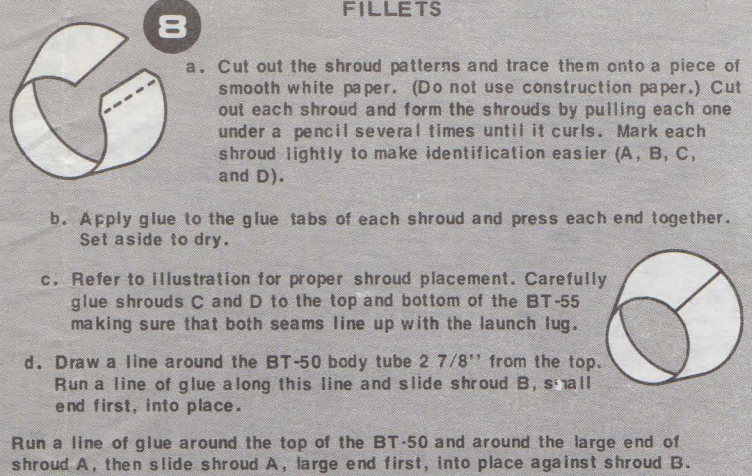 FILLETS
8
a. Cut out the shroud patterns and trace them onto a piece of
smooth white paper. (Do not use construction paper.) Cut
out each shroud and form the shrouds by pulling each one
under a pencil several times until it curls. Mark each
shroud lightly to make identification easier (A, B, C,
and D).
b. Apply glue to the glue tabs of each shroud and press each end together.
Set aside to dry.
c. Refer to illustration for proper shroud placement. Carefully
glue shrouds C and D to the top and bottom of the BT-55
making sure that both seams line up with the launch lug.
d. Draw a line around the BT-50 body tube 2 7/8'' from the top.
Run a line of glue along this line and slide shroud B, small
end first, into place.
Run a line of glue around the top of the BT-50 and around the large end of
shroud A, then slide shroud A, large end first, into place against shroud B.